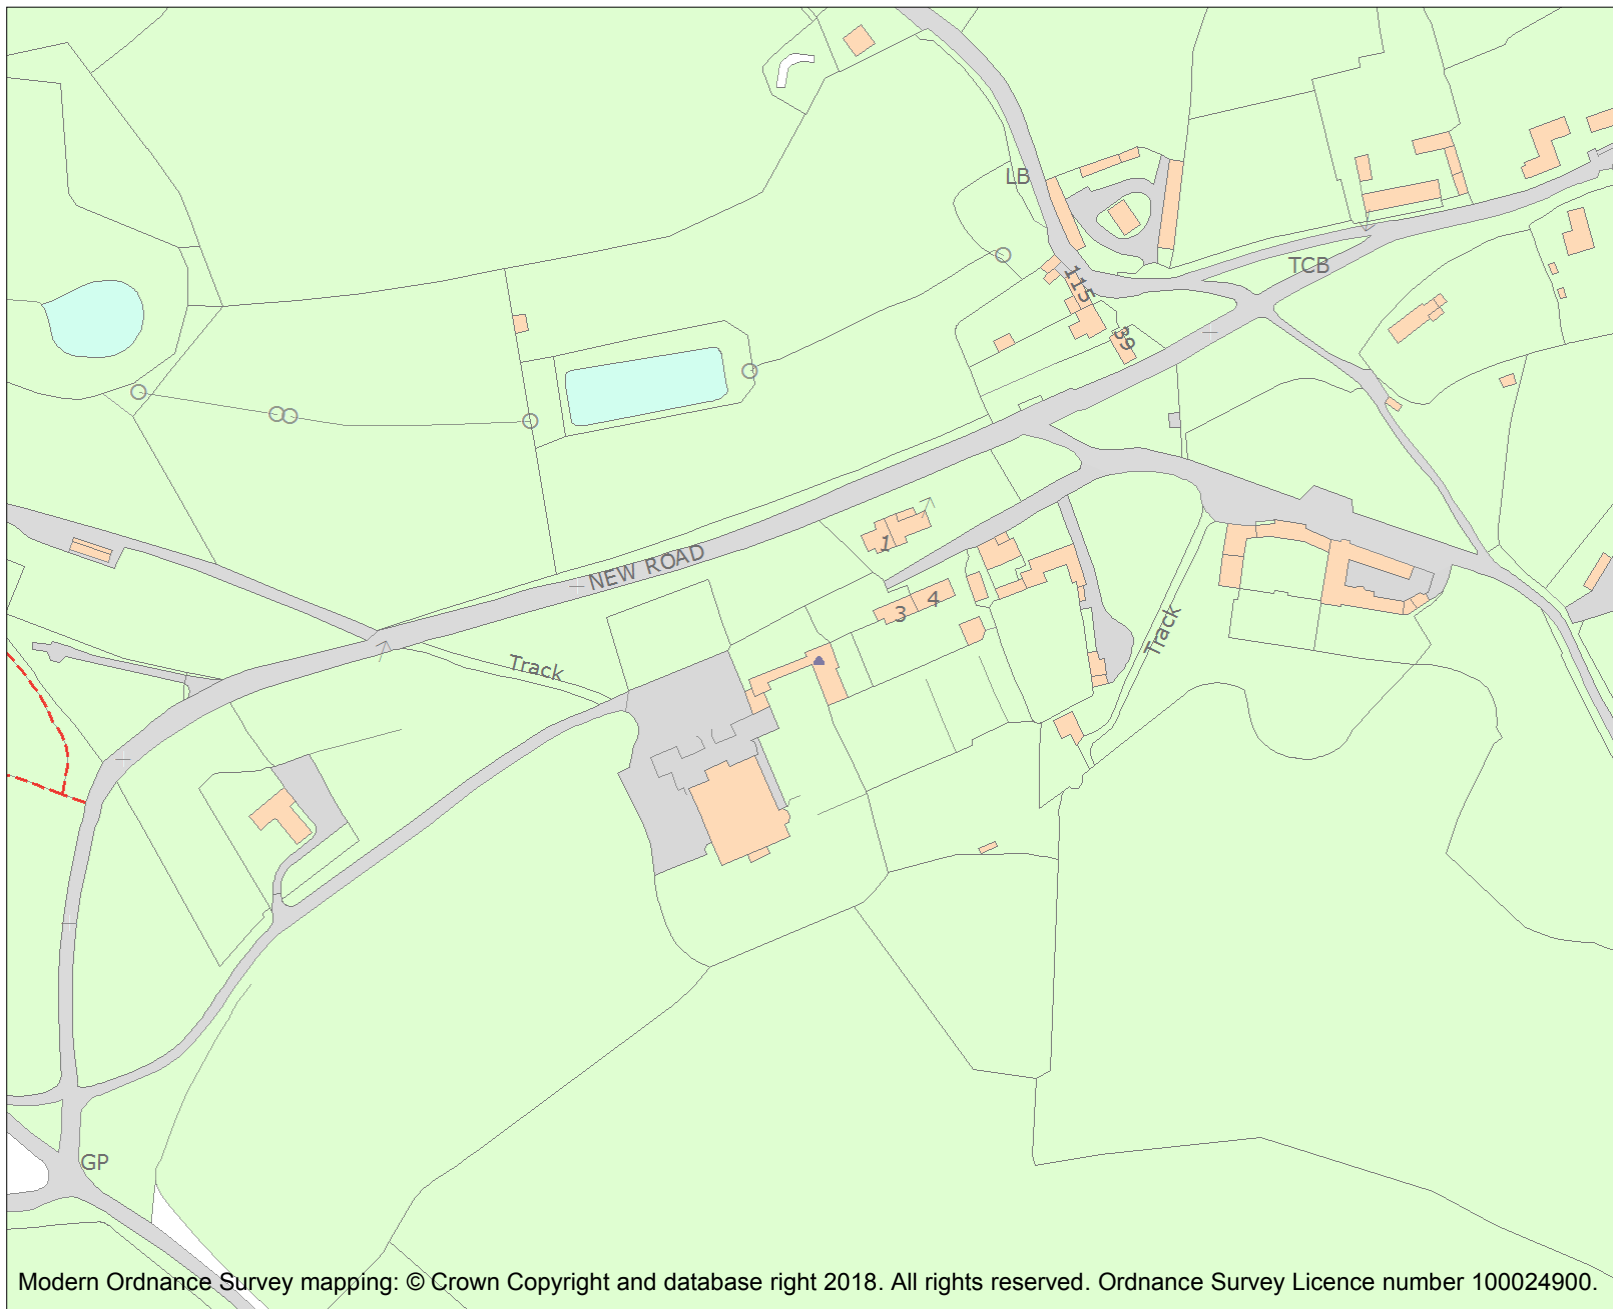 LB
TCB
115
39
NEW ROAD
1
3
4
Track
Track
GP
Modern Ordnance Survey mapping: © Crown Copyright and database right 2018. All rights reserved. Ordnance Survey Licence number 100024900.